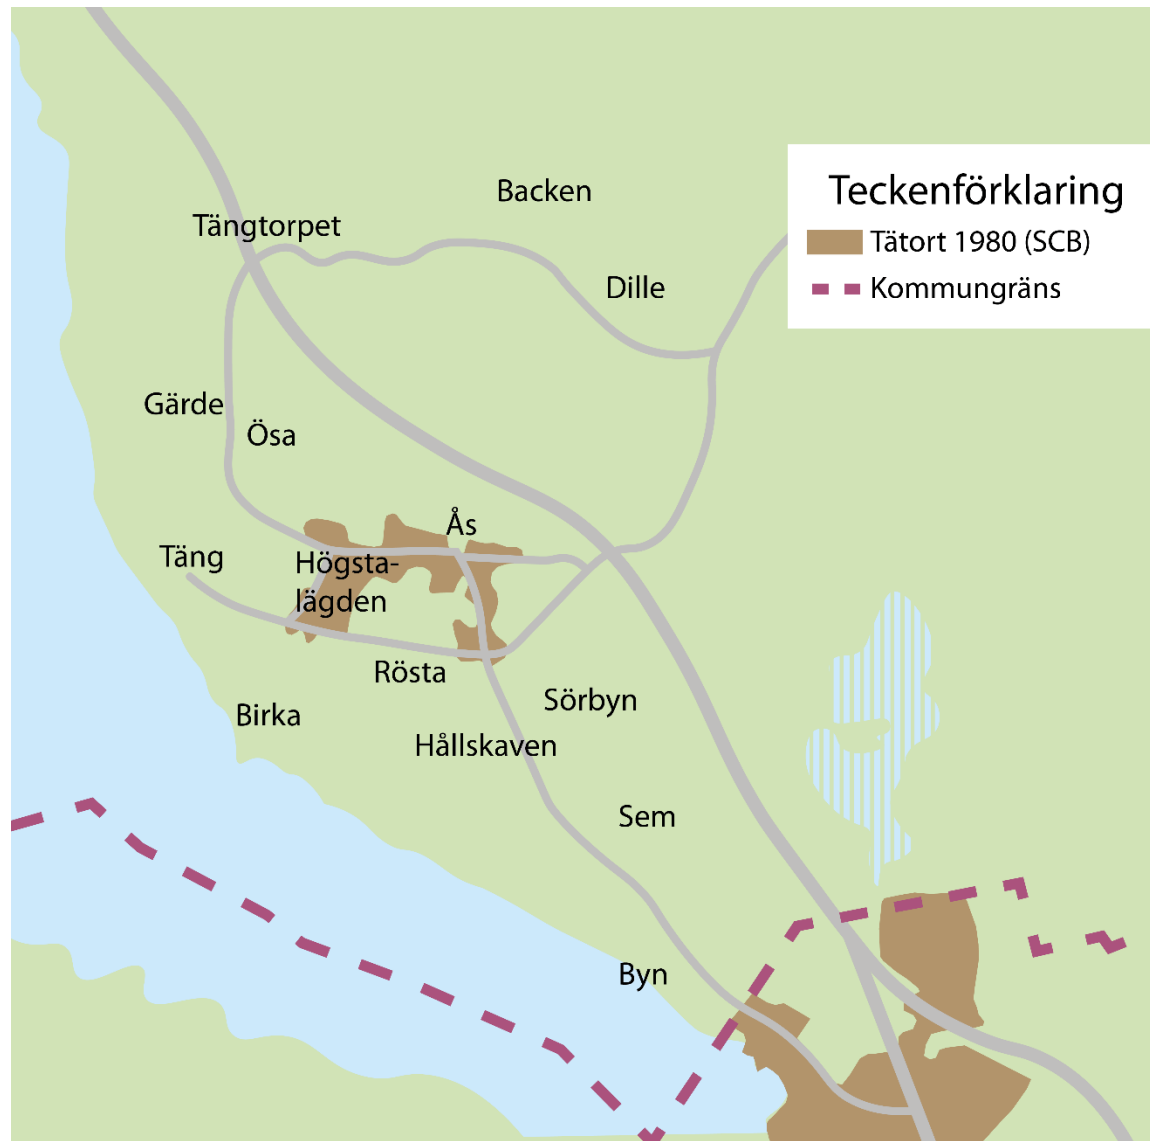 Backen
Teckenförklaring
Tätort 1980 (SCB)
Kommungräns
Tängtorpet
Dille
Gärde
Ösa
Ås
Täng
Högsta-
lägden
Rösta
Sörbyn
Birka
Hållskaven
Sem
Byn